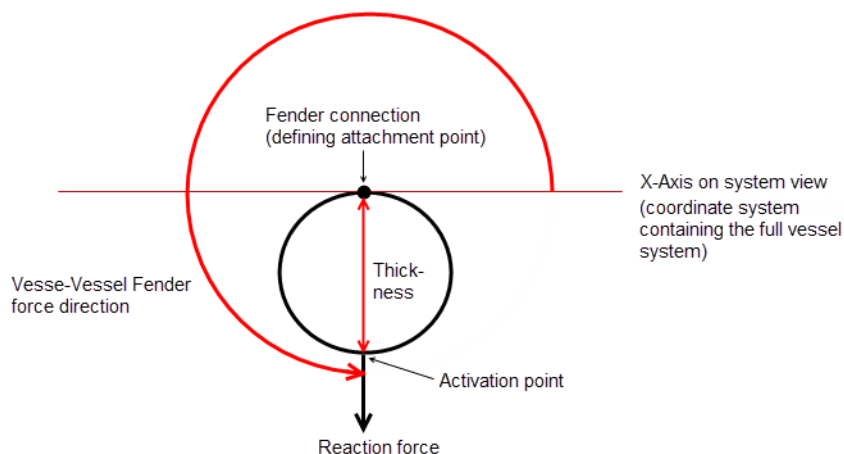 Fender connection
(defining attachment point)
X-Axis on system view
(coordinate system
containing the full vessel
system)
Thick-
ness
Vesse-Vessel Fender
force direction
Activation point
Reaction force